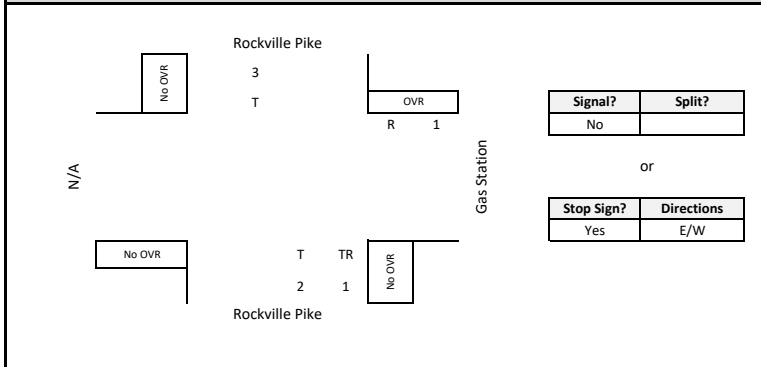 Rockville Pike
No OVR
3
T
OVR
R 1
Signal? Split?
No
or
N/A
Gas Station
Stop Sign? Directions
Yes E/W
No OVR
T TR
No OVR
2 1
Rockville Pike